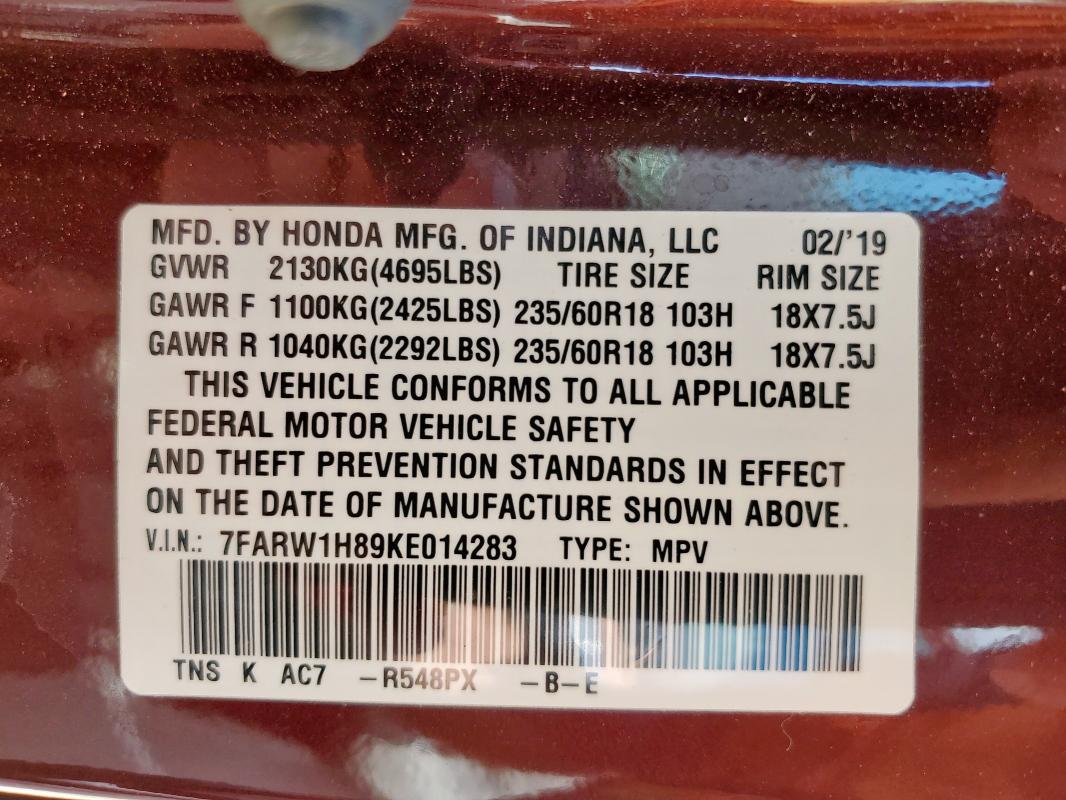 MFD. BY HONDA MFG. OF INDIANA, LLC 02/'19
GVWR 2130KG(4695LBS) TIRE SIZE RIM SIZE
GAWR F 1100KG(2425LBS) 235/60R18 103H 18X7.5J
GAWR R 1040KG(2292LBS) 235/60R18 103H 18X7.5J
THIS VEHICLE CONFORMS TO ALL APPLICABLE
FEDERAL MOTOR VEHICLE SAFETY
AND THEFT PREVENTION STANDARDS IN EFFECT
ON THE DATE OF MANUFACTURE SHOWN ABOVE.
V.I.N.: 7FARW1H89KE014283 TYPE: MPV
TNS K AC7 -R548PX -B-E